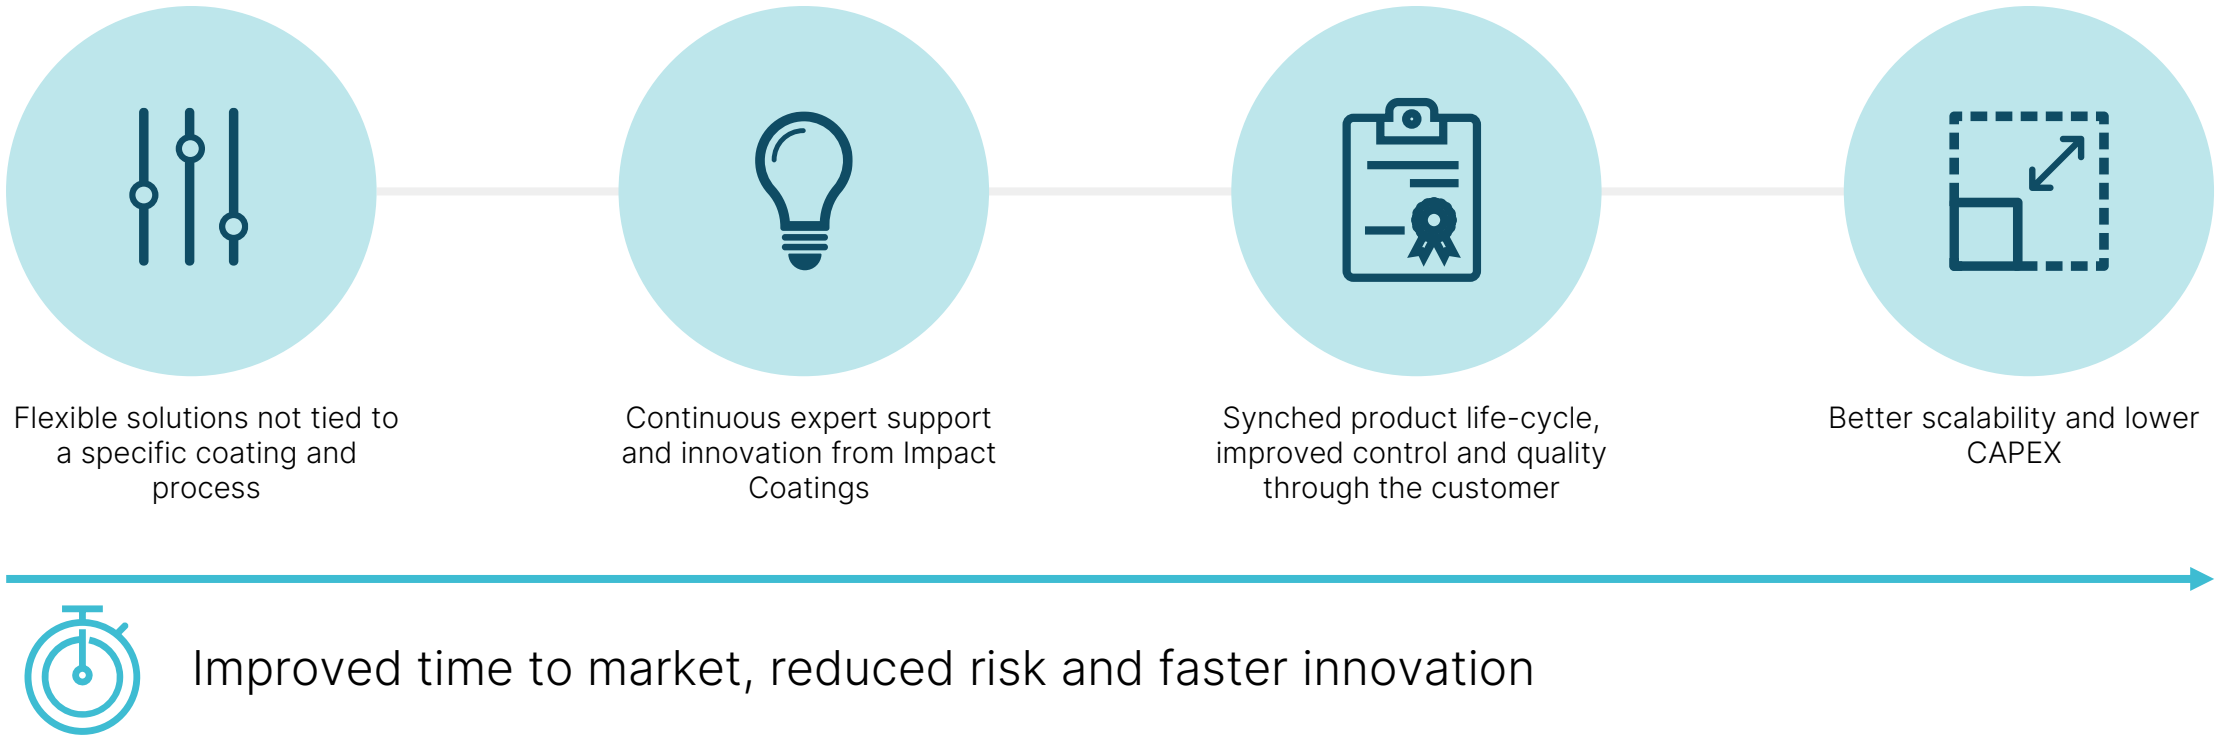 Flexible solutions not tied to
a specific coating and
process
Continuous expert support
and innovation from Impact
Coatings
Synched product life-cycle,
improved control and quality
through the customer
Better scalability and lower
CAPEX
Improved time to market, reduced risk and faster innovation